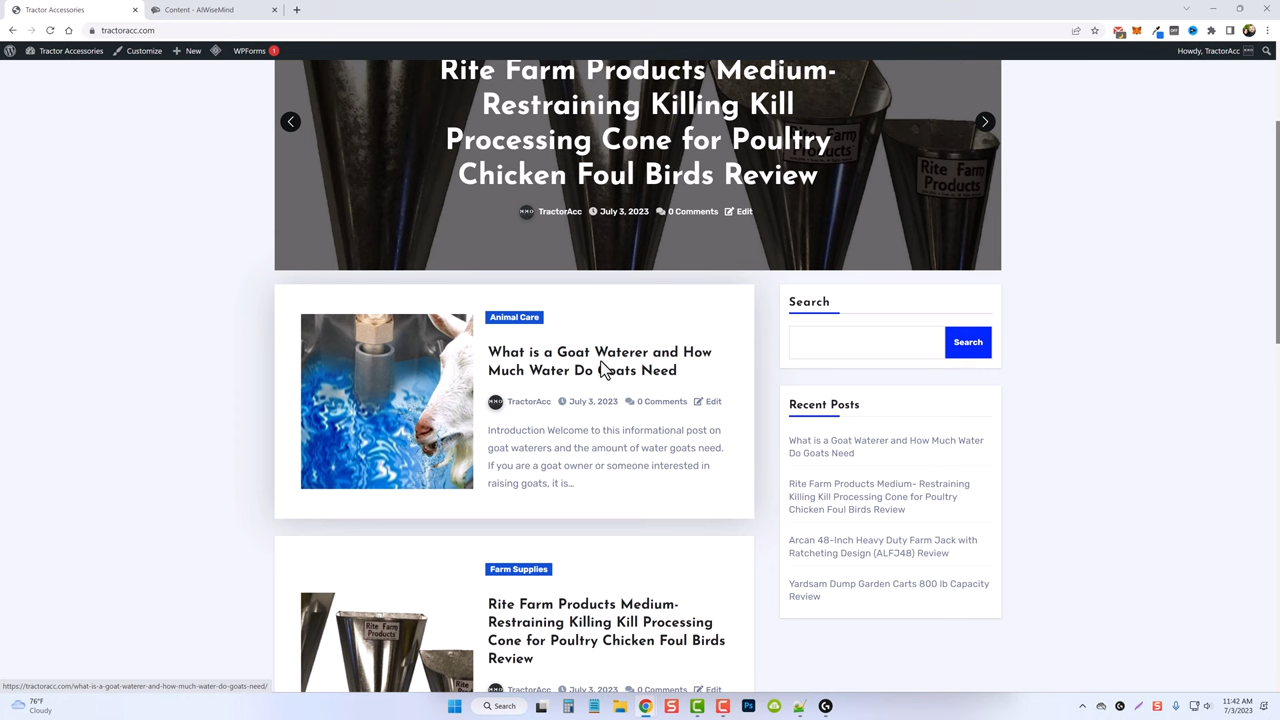 Tractor Accessories
Content - AIWiseMind
tractoracc.com
Tractor Accessories
Customize
New
WPForms 1
Howdy, TractorAcc
Rite Farm Products Medium-
Restraining Killing Kill
Processing Cone for Poultry
Chicken Foul Birds Review
TractorAcc July 3, 2023 0 Comments Edit
Rite Farm
Products
Rite Farm
Products
Animal Care
What is a Goat Waterer and How
Much Water Do Goats Need
TractorAcc July 3, 2023 0 Comments Edit
Introduction Welcome to this informational post on
goat waterers and the amount of water goats need.
If you are a goat owner or someone interested in
raising goats, it is…
Search
Search
Recent Posts
What is a Goat Waterer and How Much Water
Do Goats Need
Rite Farm Products Medium- Restraining
Killing Kill Processing Cone for Poultry
Chicken Foul Birds Review
Arcan 48-Inch Heavy Duty Farm Jack with
Ratcheting Design (ALFJ48) Review
Yardsam Dump Garden Carts 800 lb Capacity
Review
Farm Supplies
Rite Farm Products Medium-
Restraining Killing Kill Processing
Cone for Poultry Chicken Foul Birds
Review
Rite Farm
Products
TractorAcc July 3, 2023 0 Comments Edit
https://tractoracc.com/what-is-a-goat-waterer-and-how-much-water-do-goats-need/
76°F
Cloudy
Search
11:42 AM
7/3/2023